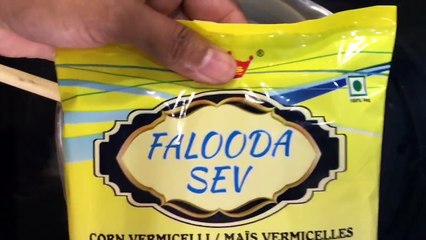 ®
FALOODA
SEV
CORN VERMICELLI / MAÏS VERMICELLES